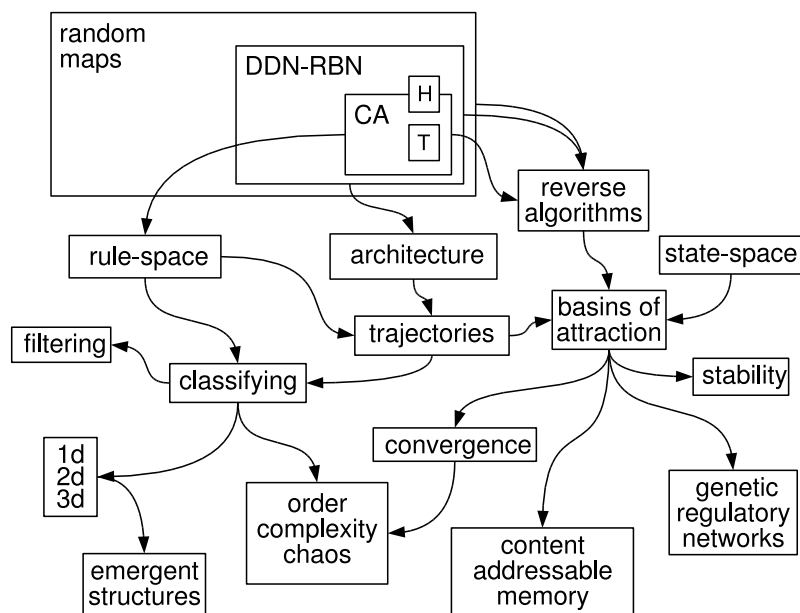 random
maps
DDN-RBN
H
CA
T
reverse
algorithms
rule-space
architecture
state-space
basins of
attraction
trajectories
filtering
classifying
stability
convergence
1d
2d
3d
order
complexity
chaos
genetic
regulatory
networks
content
addressable
memory
emergent
structures